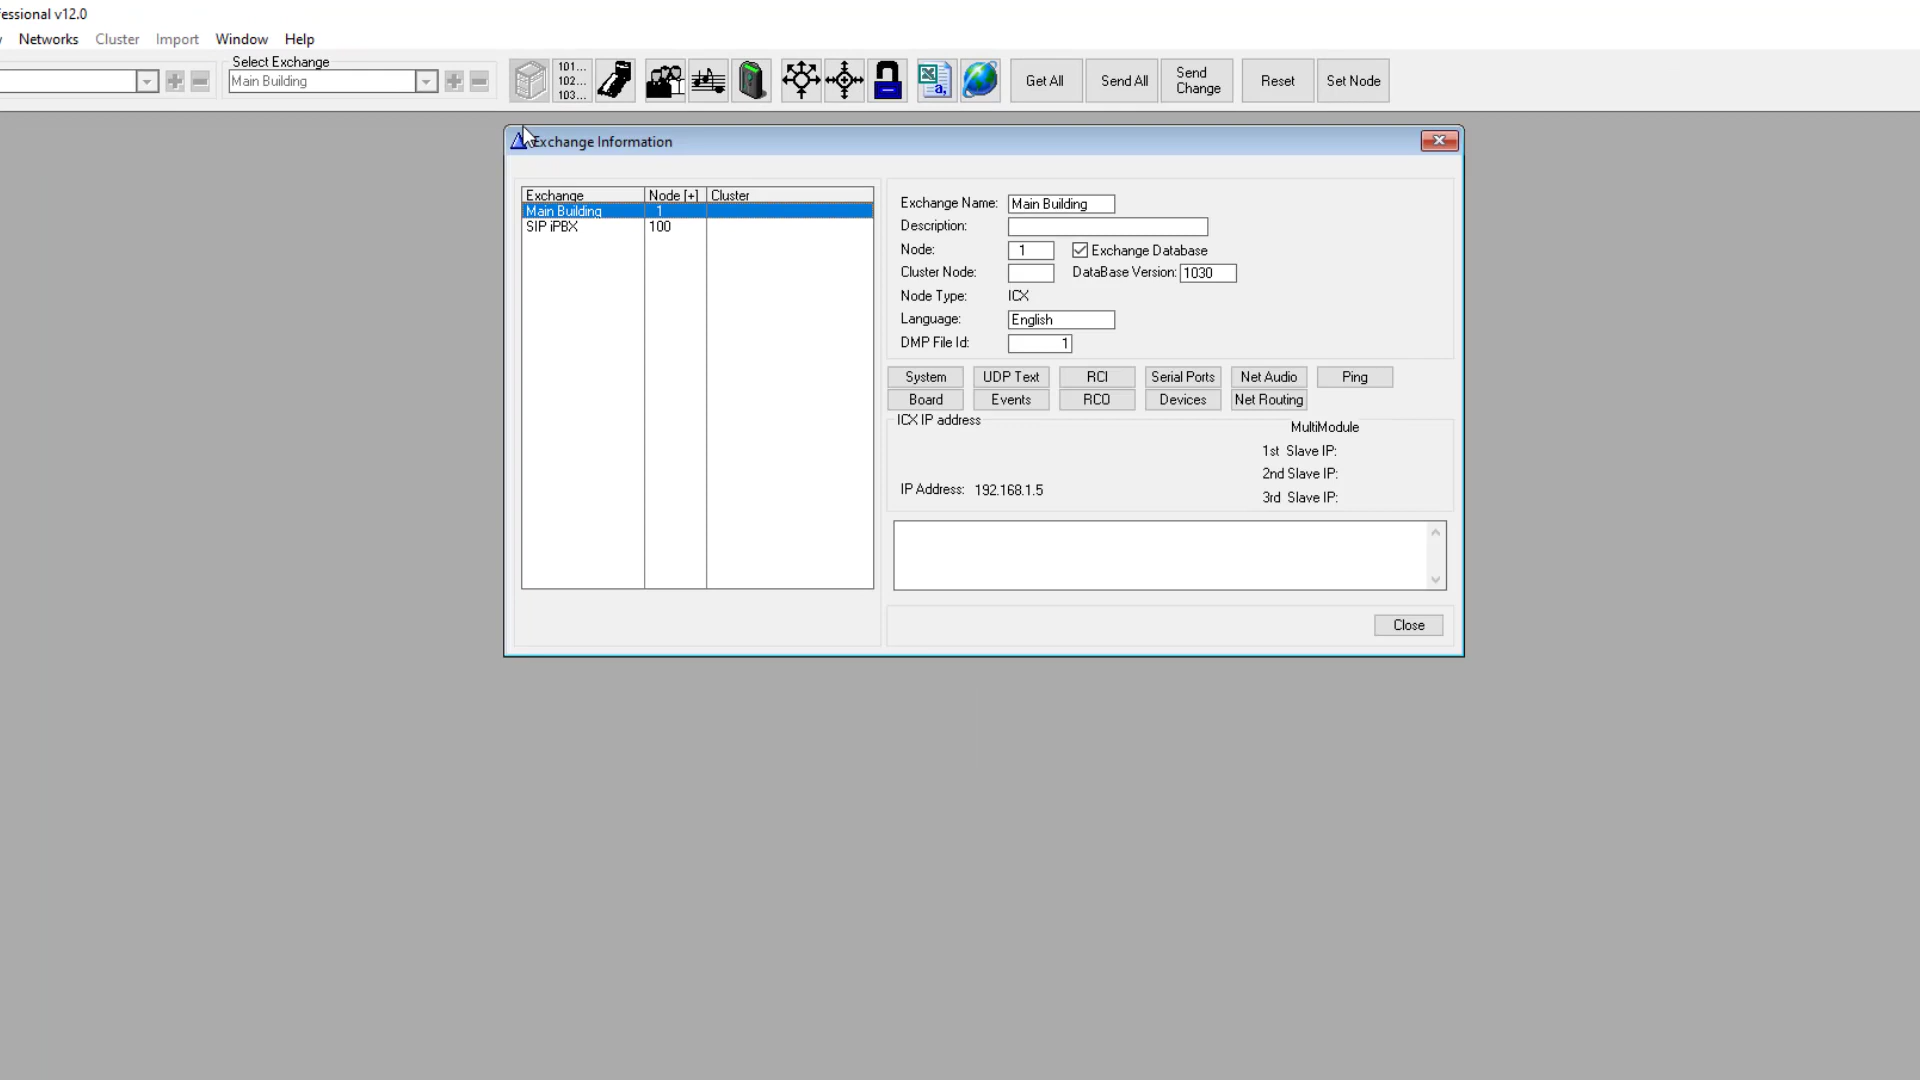 essional v12.0
Networks Cluster Import Window Help
Select Exchange
Main Building
101...
102...
103...
a,
Get All
Send All
Send
Change
Reset
Set Node
Exchange Information
Exchange Node [+] Cluster
Main Building 1
SIP iPBX 100
Exchange Name: Main Building
Description:
Node: 1 Exchange Database
Cluster Node: DataBase Version: 1030
Node Type: ICX
Language: English
DMP File Id: 1
System UDP Text RCI Serial Ports Net Audio Ping
Board Events RCO Devices Net Routing
ICX IP address
MultiModule
1st Slave IP:
2nd Slave IP:
IP Address: 192.168.1.5
3rd Slave IP:
Close